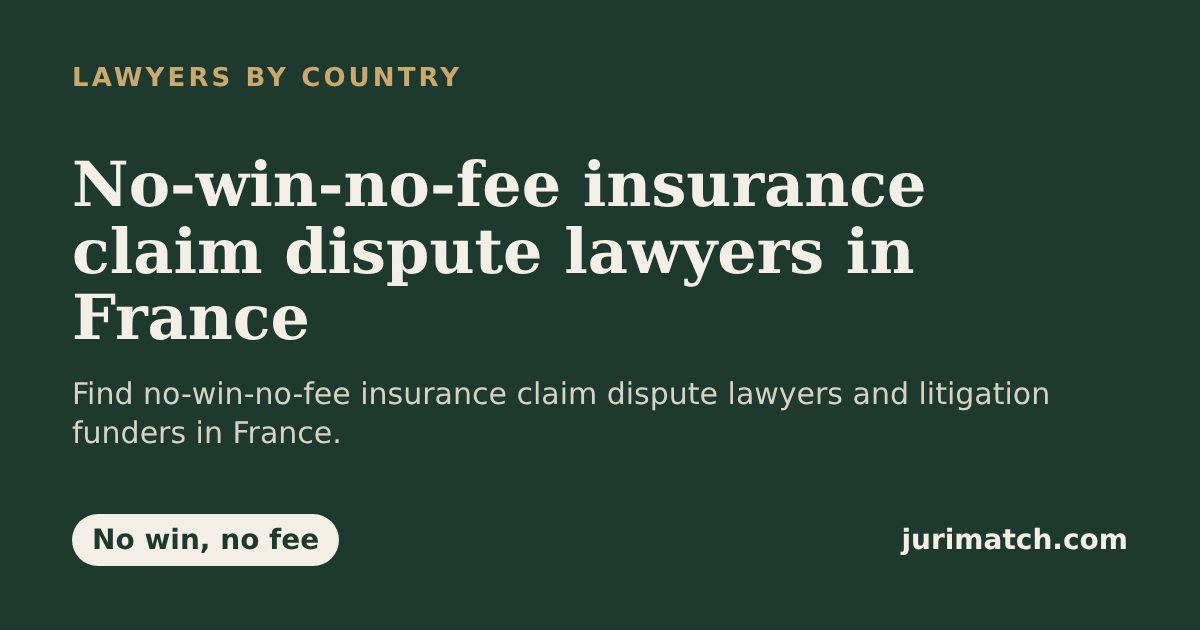 LAWYERS BY COUNTRY
No-win-no-fee insurance
claim dispute lawyers in
France
Find no-win-no-fee insurance claim dispute lawyers and litigation
funders in France.
No win, no fee
jurimatch.com